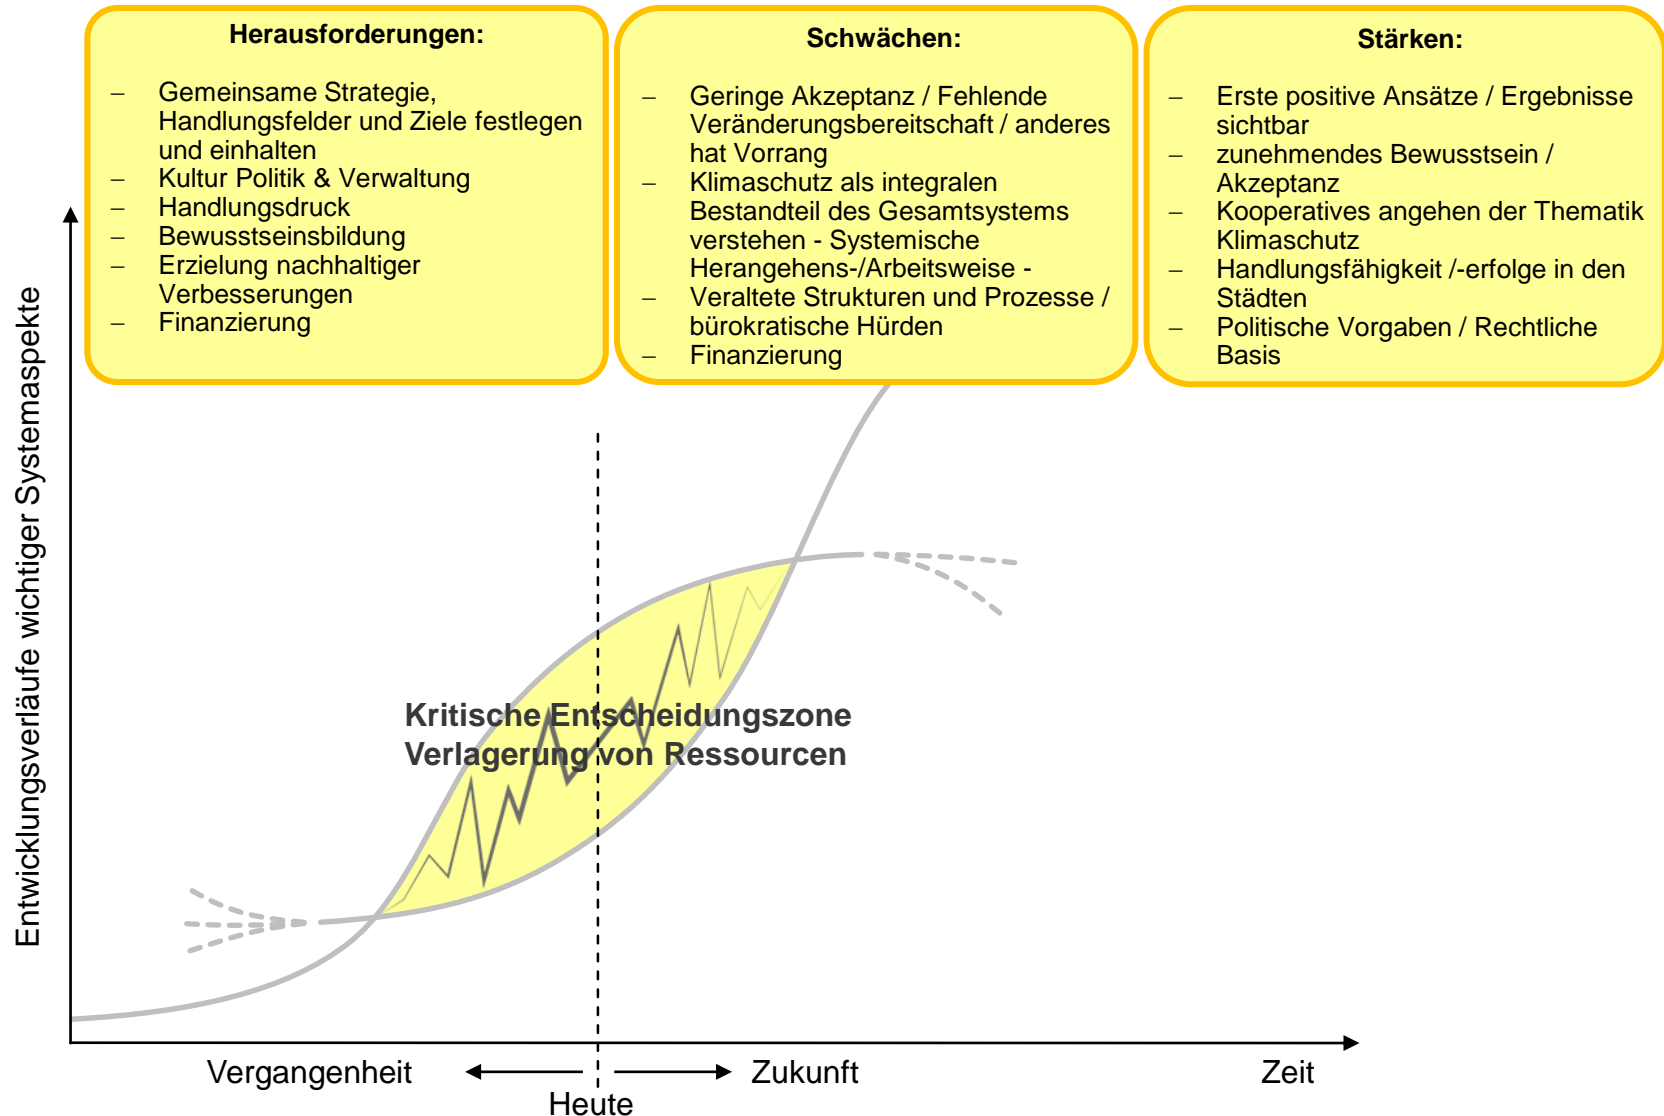 Herausforderungen:
– Gemeinsame Strategie,
Handlungsfelder und Ziele festlegen
und einhalten
– Kultur Politik & Verwaltung
– Handlungsdruck
– Bewusstseinsbildung
– Erzielung nachhaltiger
Verbesserungen
– Finanzierung
Schwächen:
– Geringe Akzeptanz / Fehlende
Veränderungsbereitschaft / anderes
hat Vorrang
– Klimaschutz als integralen
Bestandteil des Gesamtsystems
verstehen - Systemische
Herangehens-/Arbeitsweise -
– Veraltete Strukturen und Prozesse /
bürokratische Hürden
– Finanzierung
Stärken:
– Erste positive Ansätze / Ergebnisse
sichtbar
– zunehmendes Bewusstsein /
Akzeptanz
– Kooperatives angehen der Thematik
Klimaschutz
– Handlungsfähigkeit /-erfolge in den
Städten
– Politische Vorgaben / Rechtliche
Basis
Entwicklungsverläufe wichtiger Systemaspekte
Kritische Entscheidungszone
Verlagerung von Ressourcen
Vergangenheit
Zukunft
Zeit
Heute